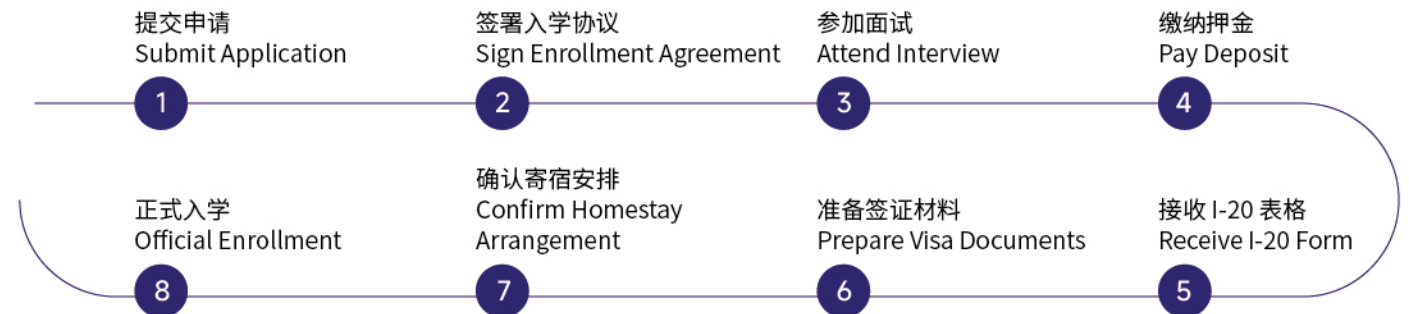 提交申请
Submit Application
1
签署入学协议
Sign Enrollment Agreement
2
参加面试
Attend Interview
3
缴纳押金
Pay Deposit
4
接收 I-20 表格
Receive I-20 Form
5
准备签证材料
Prepare Visa Documents
6
确认寄宿安排
Confirm Homestay
Arrangement
7
正式入学
Official Enrollment
8